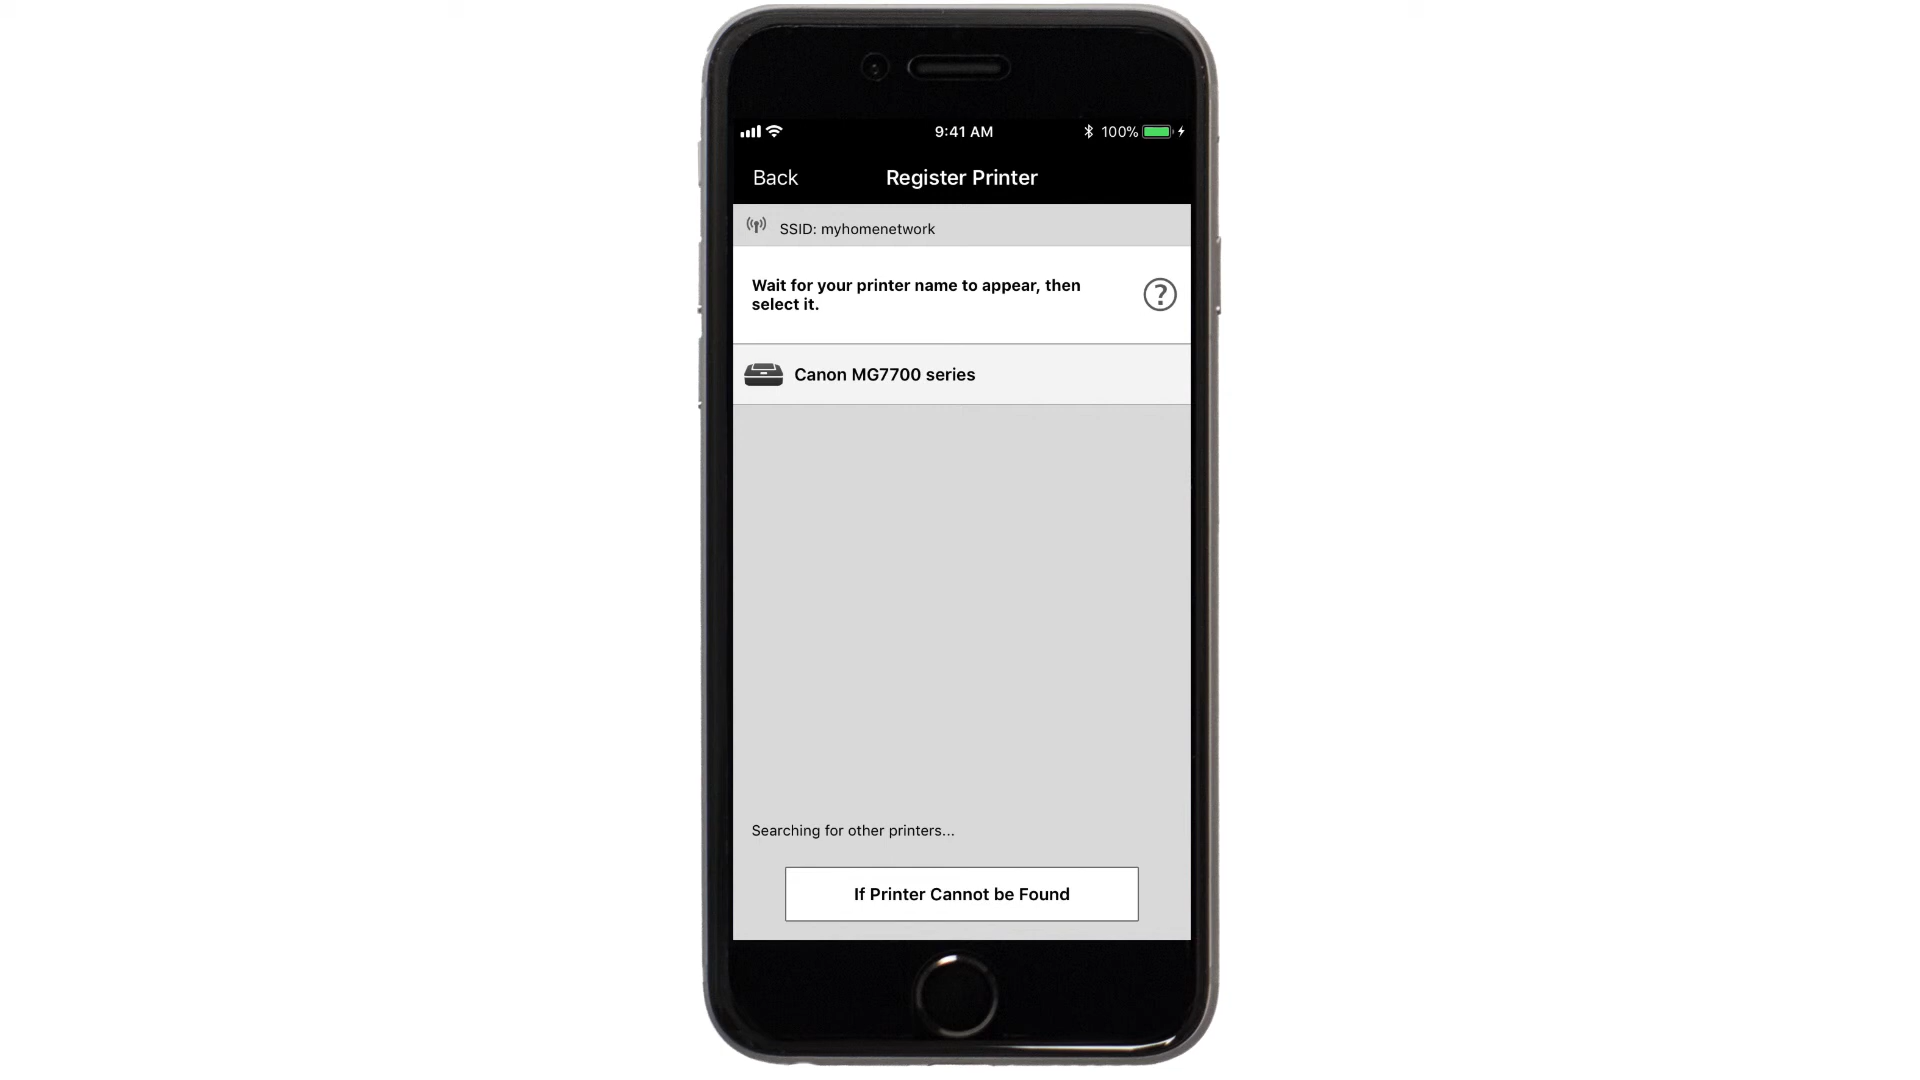 9:41 AM
100%
Back
Register Printer
SSID: myhomenetwork
Wait for your printer name to appear, then
select it.
?
Canon MG7700 series
Searching for other printers...
If Printer Cannot be Found